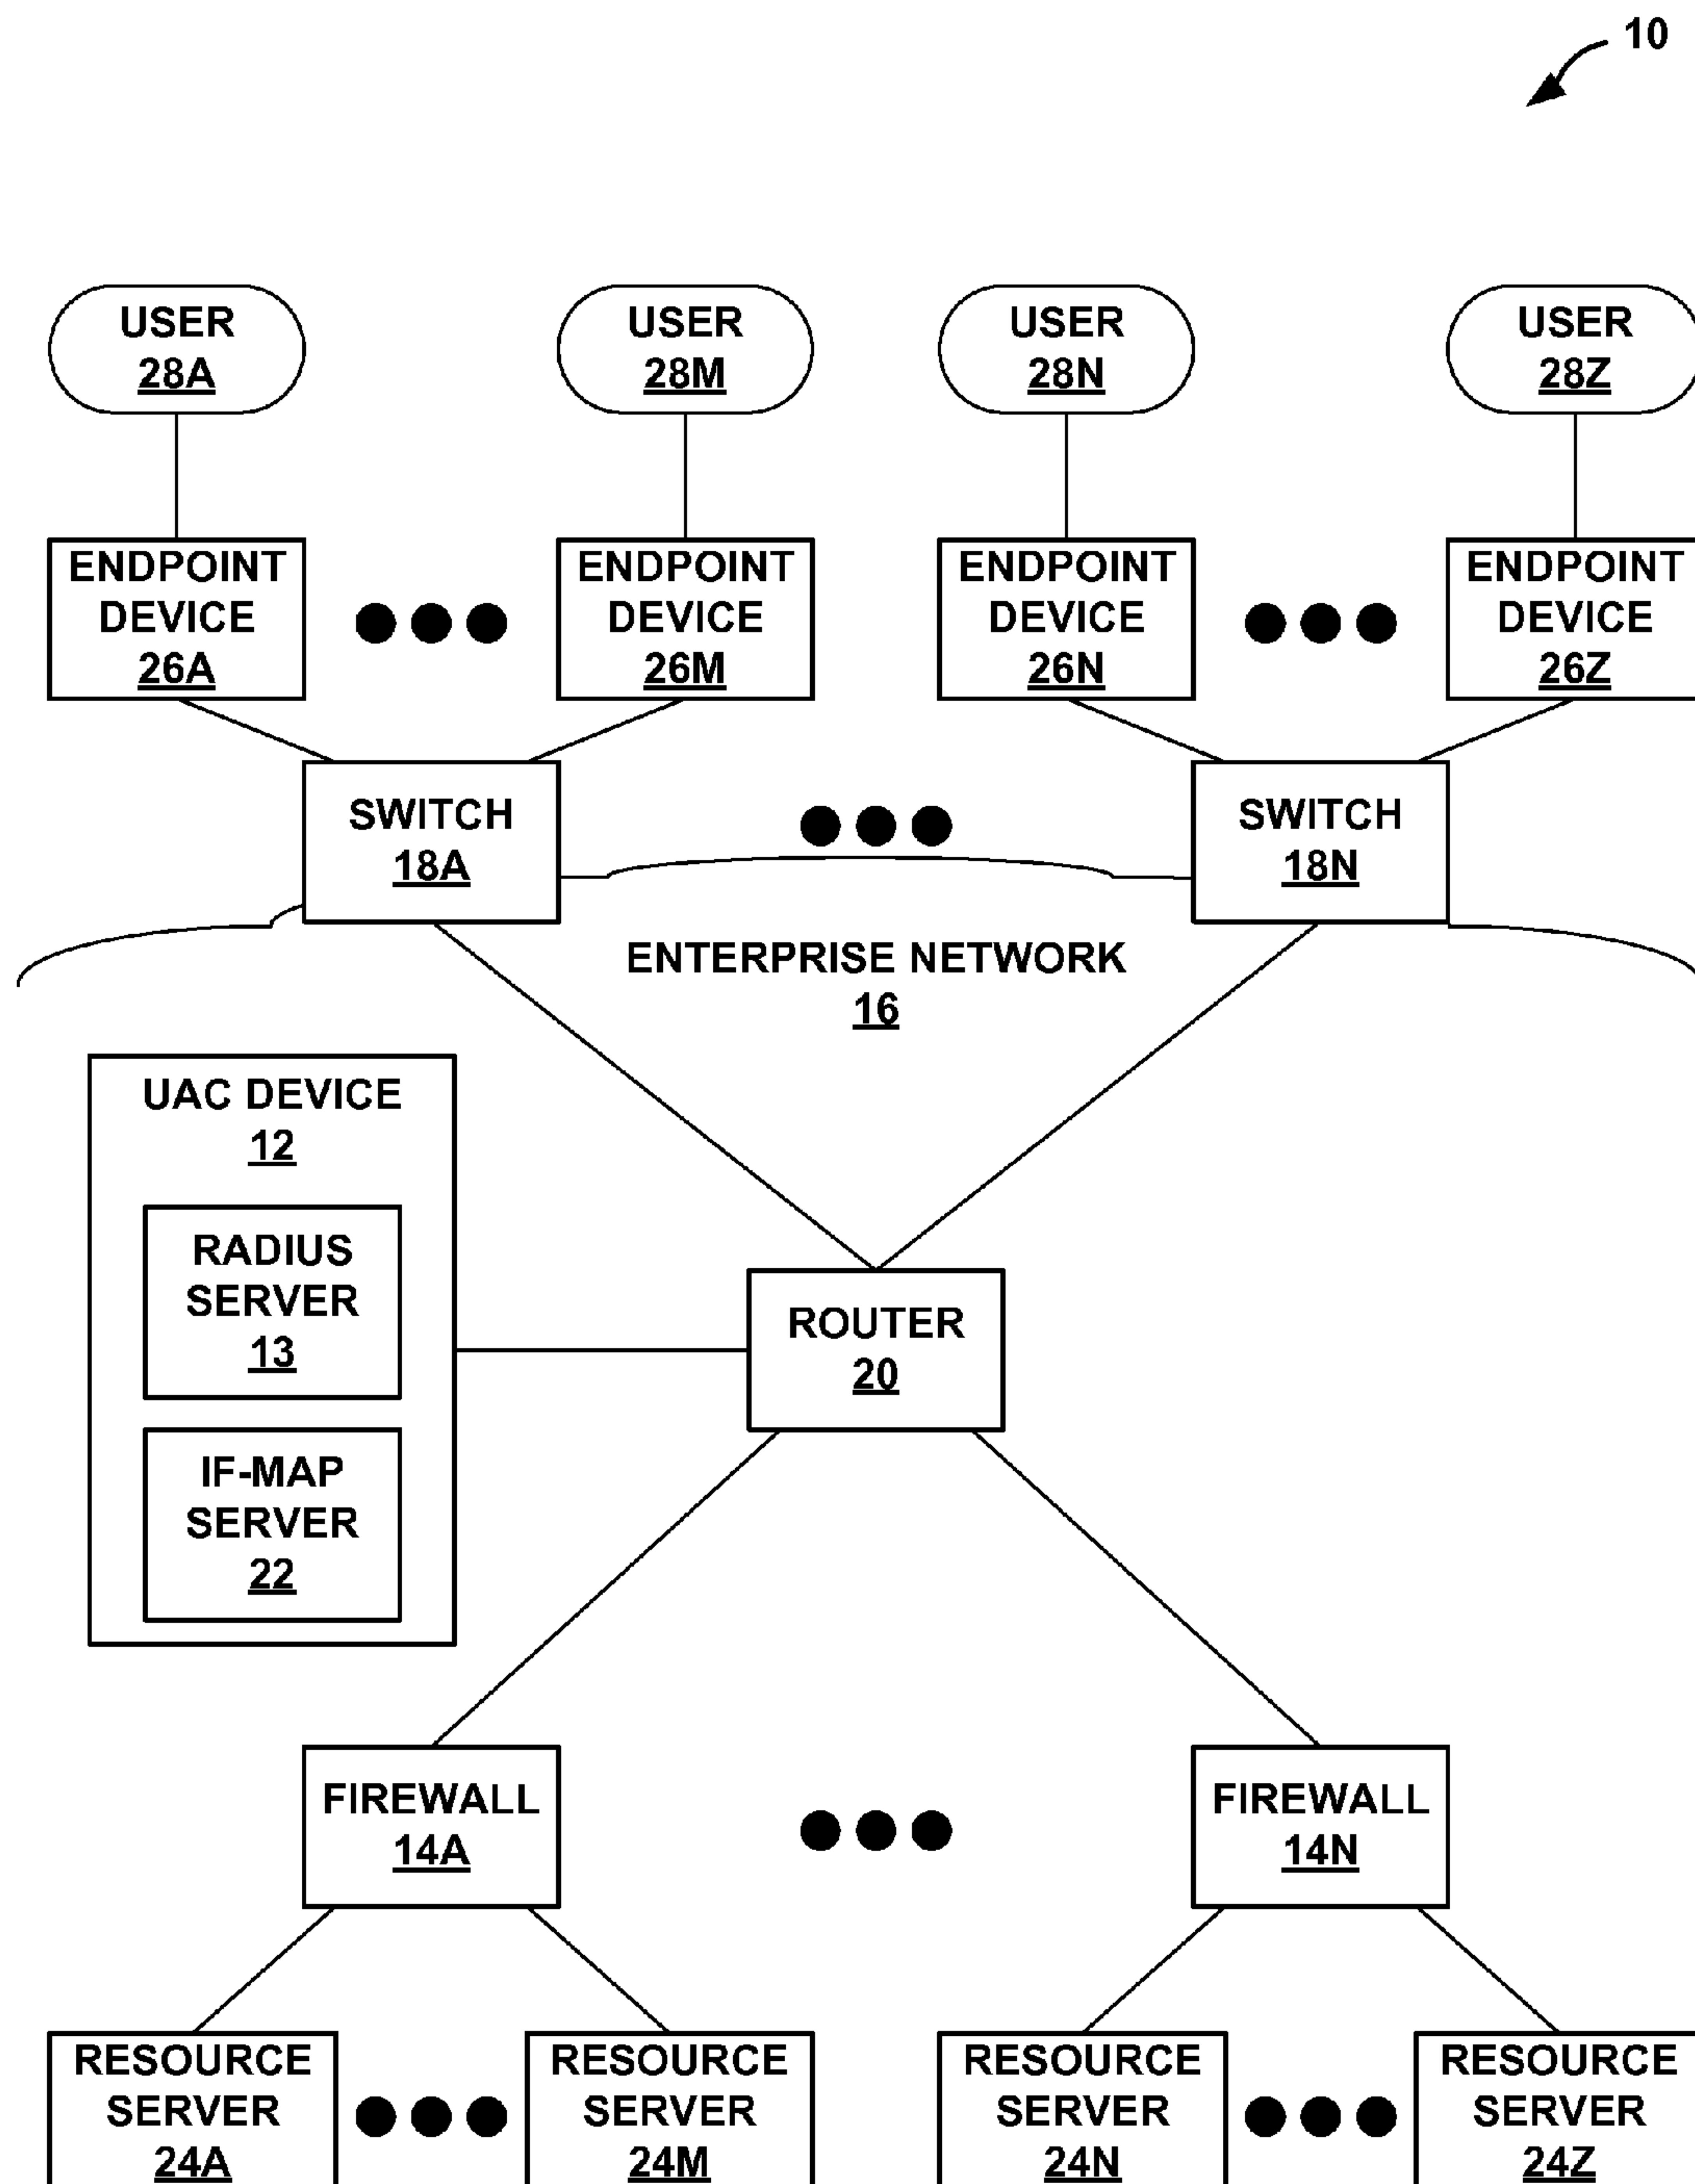 10
USER
28A
USER
28M
USER
28N
USER
28Z
ENDPOINT
DEVICE
26A
ENDPOINT
DEVICE
26M
ENDPOINT
DEVICE
26N
ENDPOINT
DEVICE
26Z
SWITCH
18A
SWITCH
18N
ENTERPRISE NETWORK
16
UAC DEVICE
12
RADIUS
SERVER
13
IF-MAP
SERVER
22
ROUTER
20
FIREWALL
14A
FIREWALL
14N
RESOURCE
SERVER
24A
RESOURCE
SERVER
24M
RESOURCE
SERVER
24N
RESOURCE
SERVER
24Z